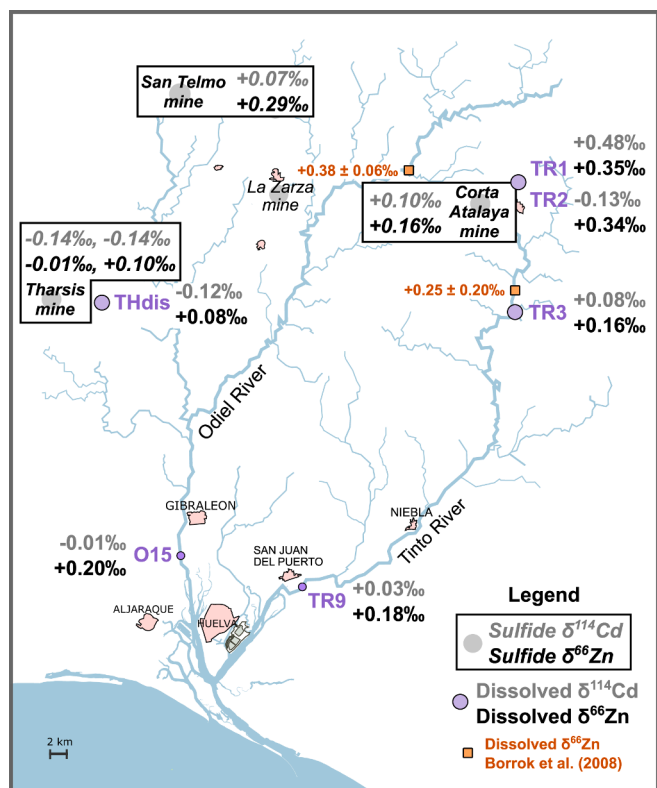 San Telmo
mine
+0.07‰
+0.29‰
+0.38 ± 0.06‰
La Zarza
mine
+0.10‰
+0.16‰
Corta
Atalaya
mine
+0.48‰
TR1
+0.35‰
TR2
-0.13‰
+0.34‰
-0.14‰, -0.14‰
-0.01‰, +0.10‰
Tharsis
mine
THdis
-0.12‰
+0.08‰
+0.25 ± 0.20‰
+0.08‰
TR3
+0.16‰
Odiel River
GIBRALEON
NIEBLA
Tinto River
-0.01‰
O15
+0.20‰
SAN JUAN
DEL PUERTO
TR9
+0.03‰
+0.18‰
ALJARAQUE
HUELVA
Legend
Sulfide δ¹¹⁴Cd
Sulfide δ⁶⁶Zn
Dissolved δ¹¹⁴Cd
Dissolved δ⁶⁶Zn
Dissolved δ⁶⁶Zn
Borrok et al. (2008)
2 km